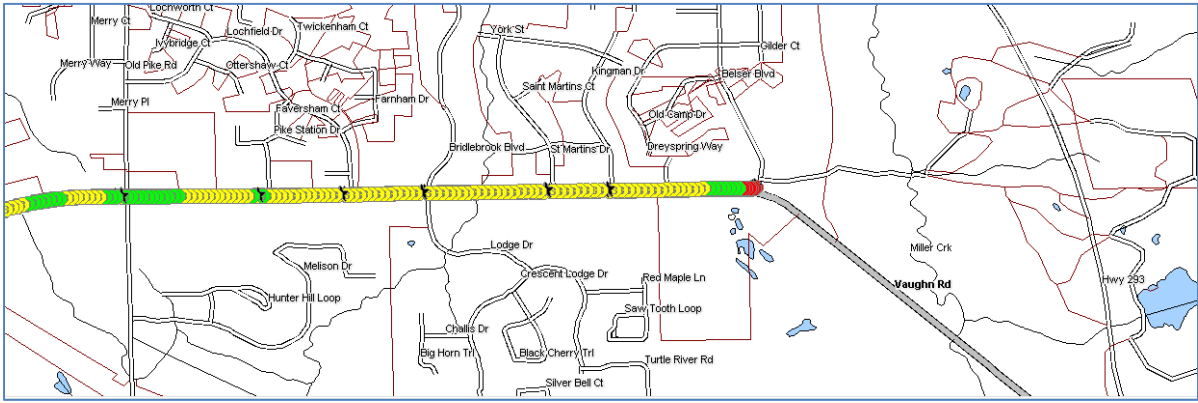 Lochworth Ct
Merry Ct
Lochfield Dr
Twickenham Ct
York St
Gilder Ct
Ivybridge Ct
Merry Way
Old Pike Rd
Ottershaw Ct
Kingman Dr
Belser Blvd
Saint Martins Ct
Merry Pl
Farnham Dr
Faversham Ct
Old Camp Dr
Pike Station Dr
Bridlebrook Blvd
St Martins Dr
Dreyspring Way
Lodge Dr
Miller Crk
Melison Dr
Crescent Lodge Dr
Red Maple Ln
Hwy 293
Vaughn Rd
Hunter Hill Loop
Saw Tooth Loop
Challis Dr
Big Horn Trl
Black Cherry Trl
Turtle River Rd
Silver Bell Ct